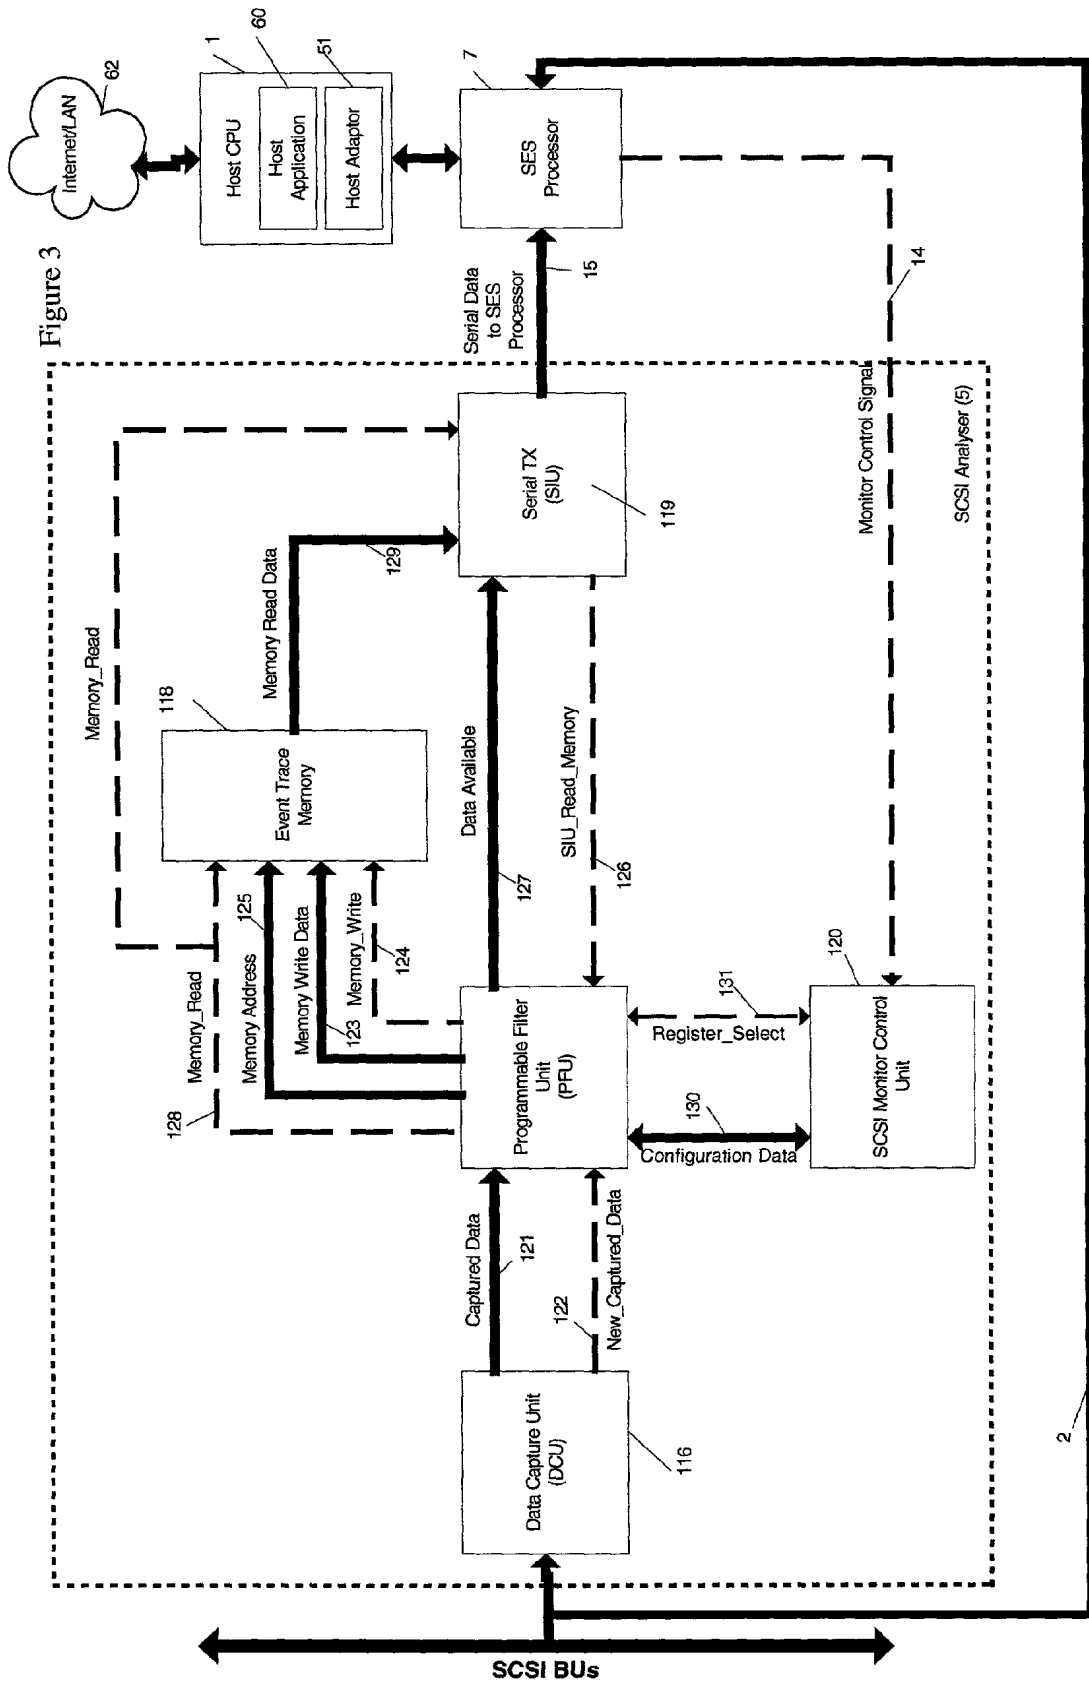 Figure 3
Internet/LAN
62
1
Host CPU
60
Host
Application
51
Host Adaptor
7
SES
Processor
Serial Data
to SES
Processor
15
14
Monitor Control Signal
SCSI Analyser (5)
Memory_Read
Memory Read Data
129
Serial TX
(SIU)
119
118
Event Trace
Memory
Data Available
127
SIU_Read_Memory
126
128
Memory_Read
Memory Address
125
Memory Write Data
123
Memory_Write
124
Programmable Filter
Unit
(PFU)
131
Register_Select
130
Configuration Data
120
SCSI Monitor Control
Unit
Captured Data
121
122
New_Captured_Data
Data Capture Unit
(DCU)
116
2
SCSI BUs